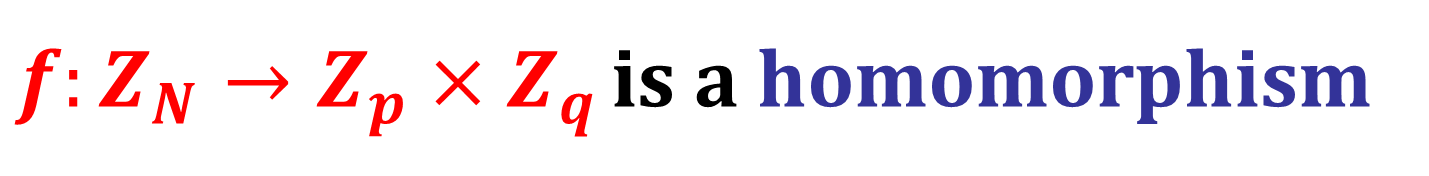 f: Z_N → Z_p × Z_q is a homomorphism